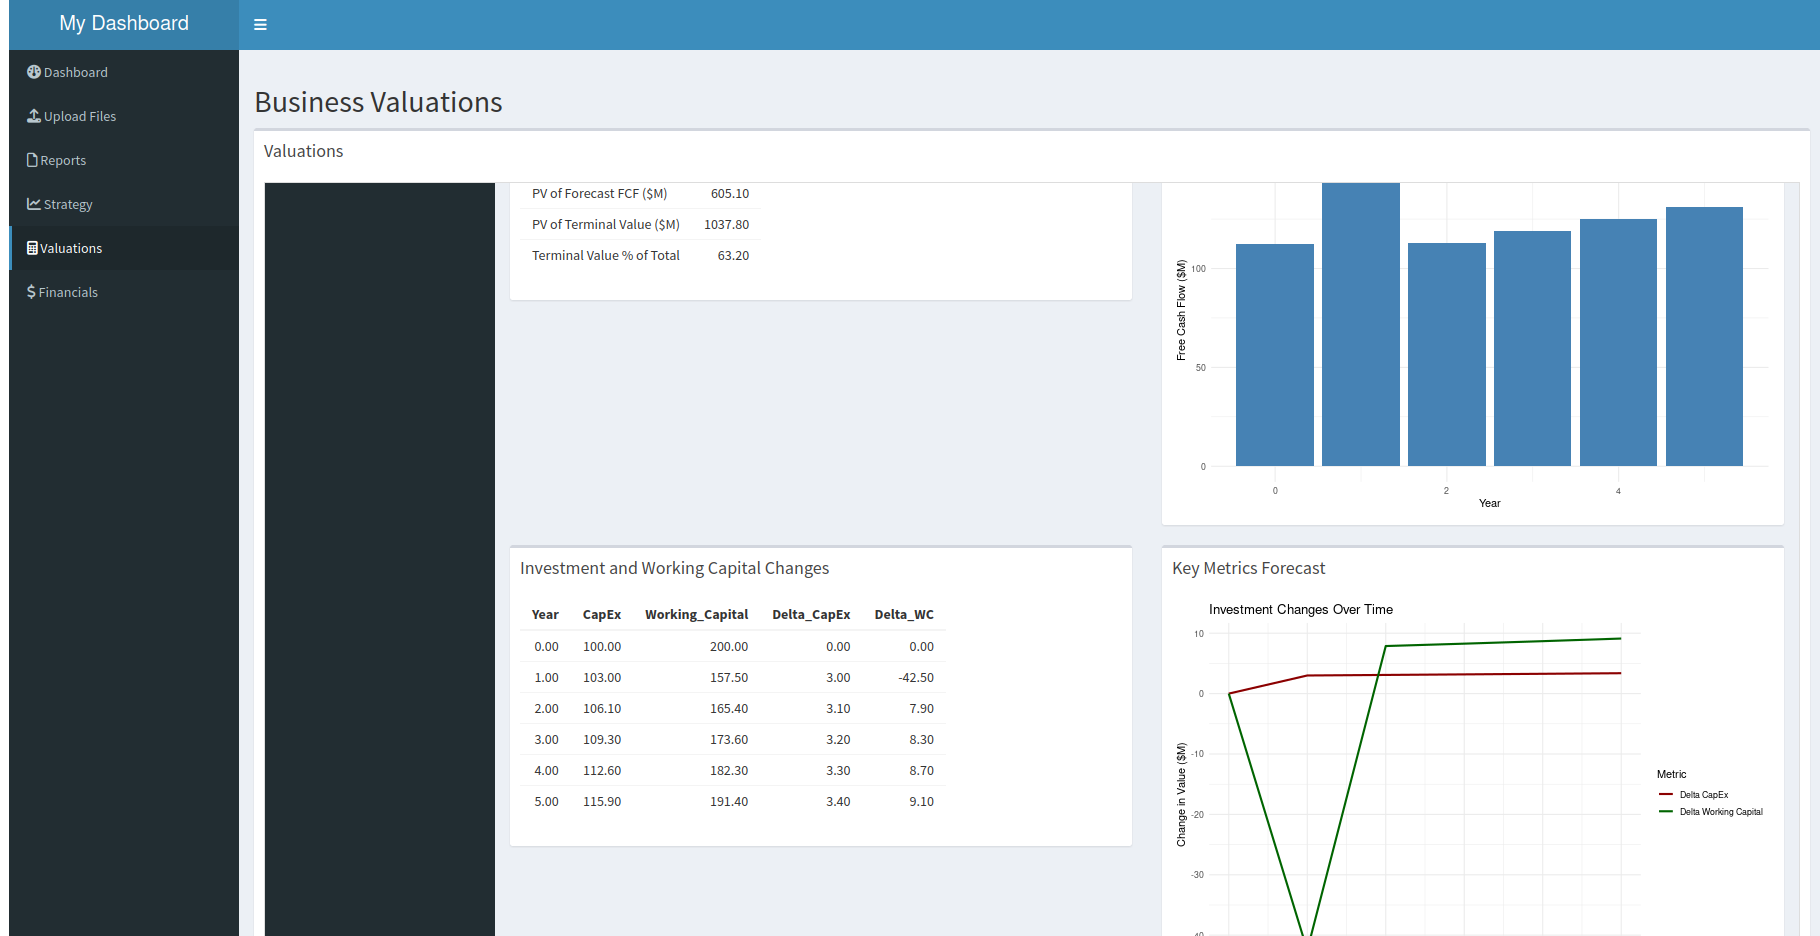 My Dashboard
Dashboard
Upload Files
Reports
Strategy
Valuations
Financials
Business Valuations
Valuations
PV of Forecast FCF ($M) 605.10
PV of Terminal Value ($M) 1037.80
Terminal Value % of Total 63.20
Free Cash Flow ($M)
100
50
0
0 2 4
Year
Investment and Working Capital Changes
Year CapEx Working_Capital Delta_CapEx Delta_WC
0.00 100.00 200.00 0.00 0.00
1.00 103.00 157.50 3.00 -42.50
2.00 106.10 165.40 3.10 7.90
3.00 109.30 173.60 3.20 8.30
4.00 112.60 182.30 3.30 8.70
5.00 115.90 191.40 3.40 9.10
Key Metrics Forecast
Investment Changes Over Time
Change in Value ($M)
10
0
-10
-20
-30
-40
Metric
Delta CapEx
Delta Working Capital